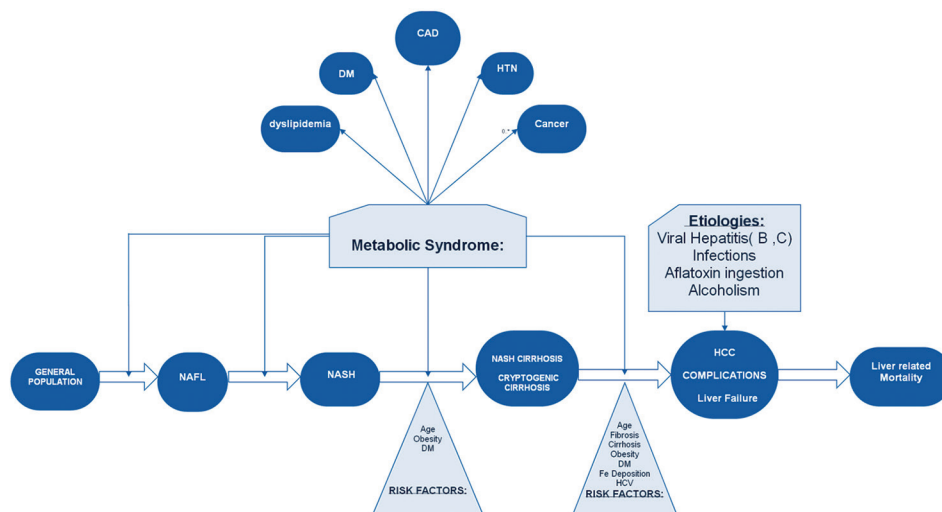 CAD
DM
HTN
dyslipidemia
0.*
Cancer
Metabolic Syndrome:
Etiologies:
Viral Hepatitis( B ,C)
Infections
Aflatoxin ingestion
Alcoholism
GENERAL
POPULATION
NAFL
NASH
NASH CIRRHOSIS
CRYPTOGENIC
CIRRHOSIS
HCC
COMPLICATIONS
Liver Failure
Liver related
Mortality
Age
Obesity
DM
RISK FACTORS:
Age
Fibrosis
Cirrhosis
Obesity
DM
Fe Deposition
HCV
RISK FACTORS: